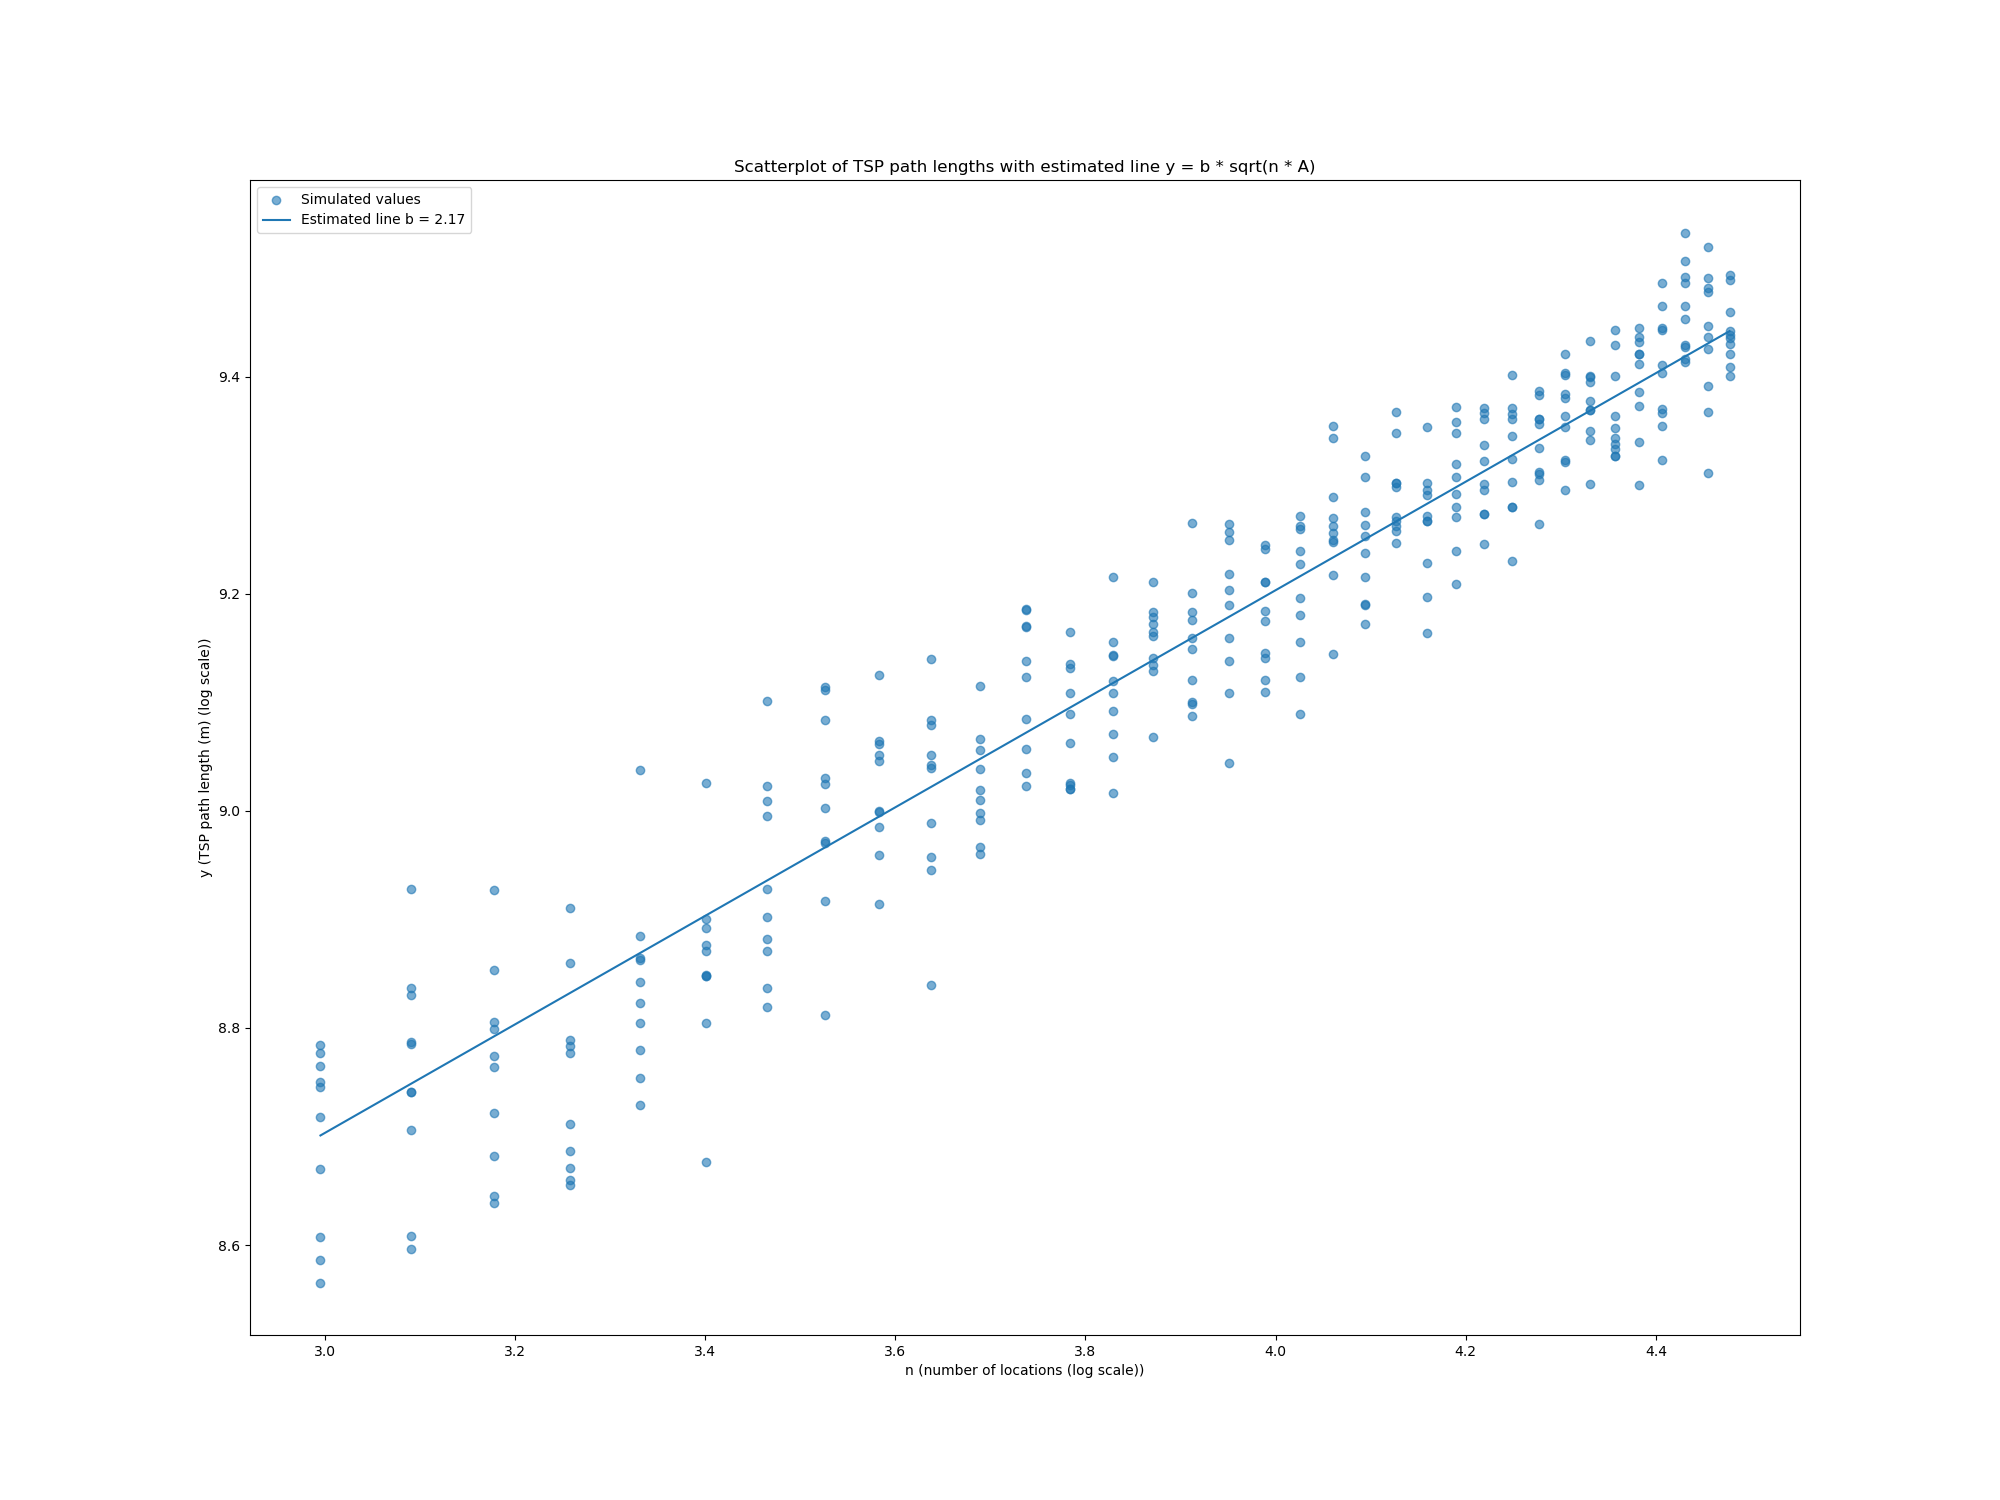 Scatterplot of TSP path lengths with estimated line y = b * sqrt(n * A)
Simulated values
Estimated line b = 2.17
y (TSP path length (m) (log scale))
9.4
9.2
9.0
8.8
8.6
3.0 3.2 3.4 3.6 3.8 4.0 4.2 4.4
n (number of locations (log scale))